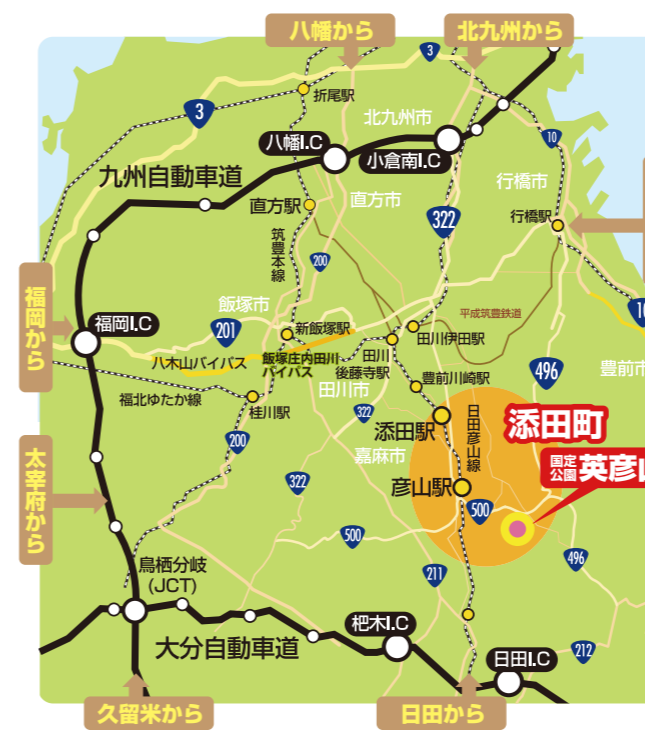 八幡から
北九州から
3
折尾駅
3
北九州市
10
八幡I.C
小倉南I.C
九州自動車道
直方駅
直方市
行橋市
322
行橋駅
筑豊本線
200
福岡から
飯塚市
平成筑豊鉄道
10
福岡I.C
201
新飯塚駅
田川伊田駅
八木山バイパス
飯塚庄内田川
バイパス
田川
後藤寺駅
496
豊前市
福北ゆたか線
桂川駅
田川市
豊前川崎駅
322
添田駅
日田彦山線
添田町
200
嘉麻市
太宰府から
322
彦山駅
国定
公園
英彦山
500
500
496
鳥栖分岐
(JCT)
211
杷木I.C
大分自動車道
日田I.C
212
久留米から
日田から